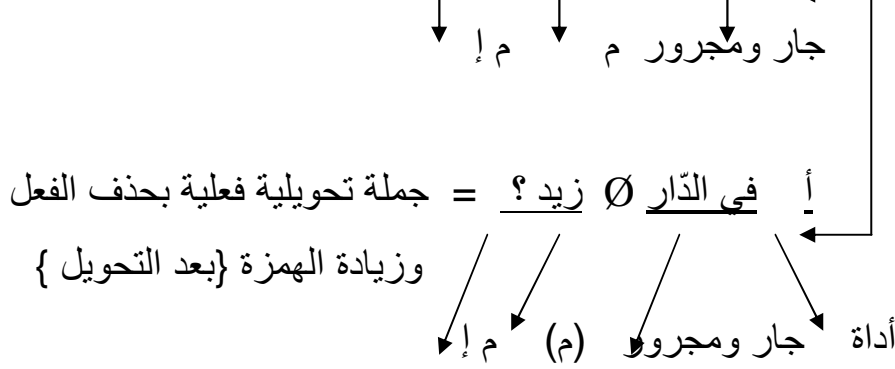 جار ومجرور م م إ
أ في الدّار Ø زيد ؟ = جملة تحويلية فعلية بحذف الفعل
وزيادة الهمزة {بعد التحويل }
أداة جار ومجرور (م) م إ